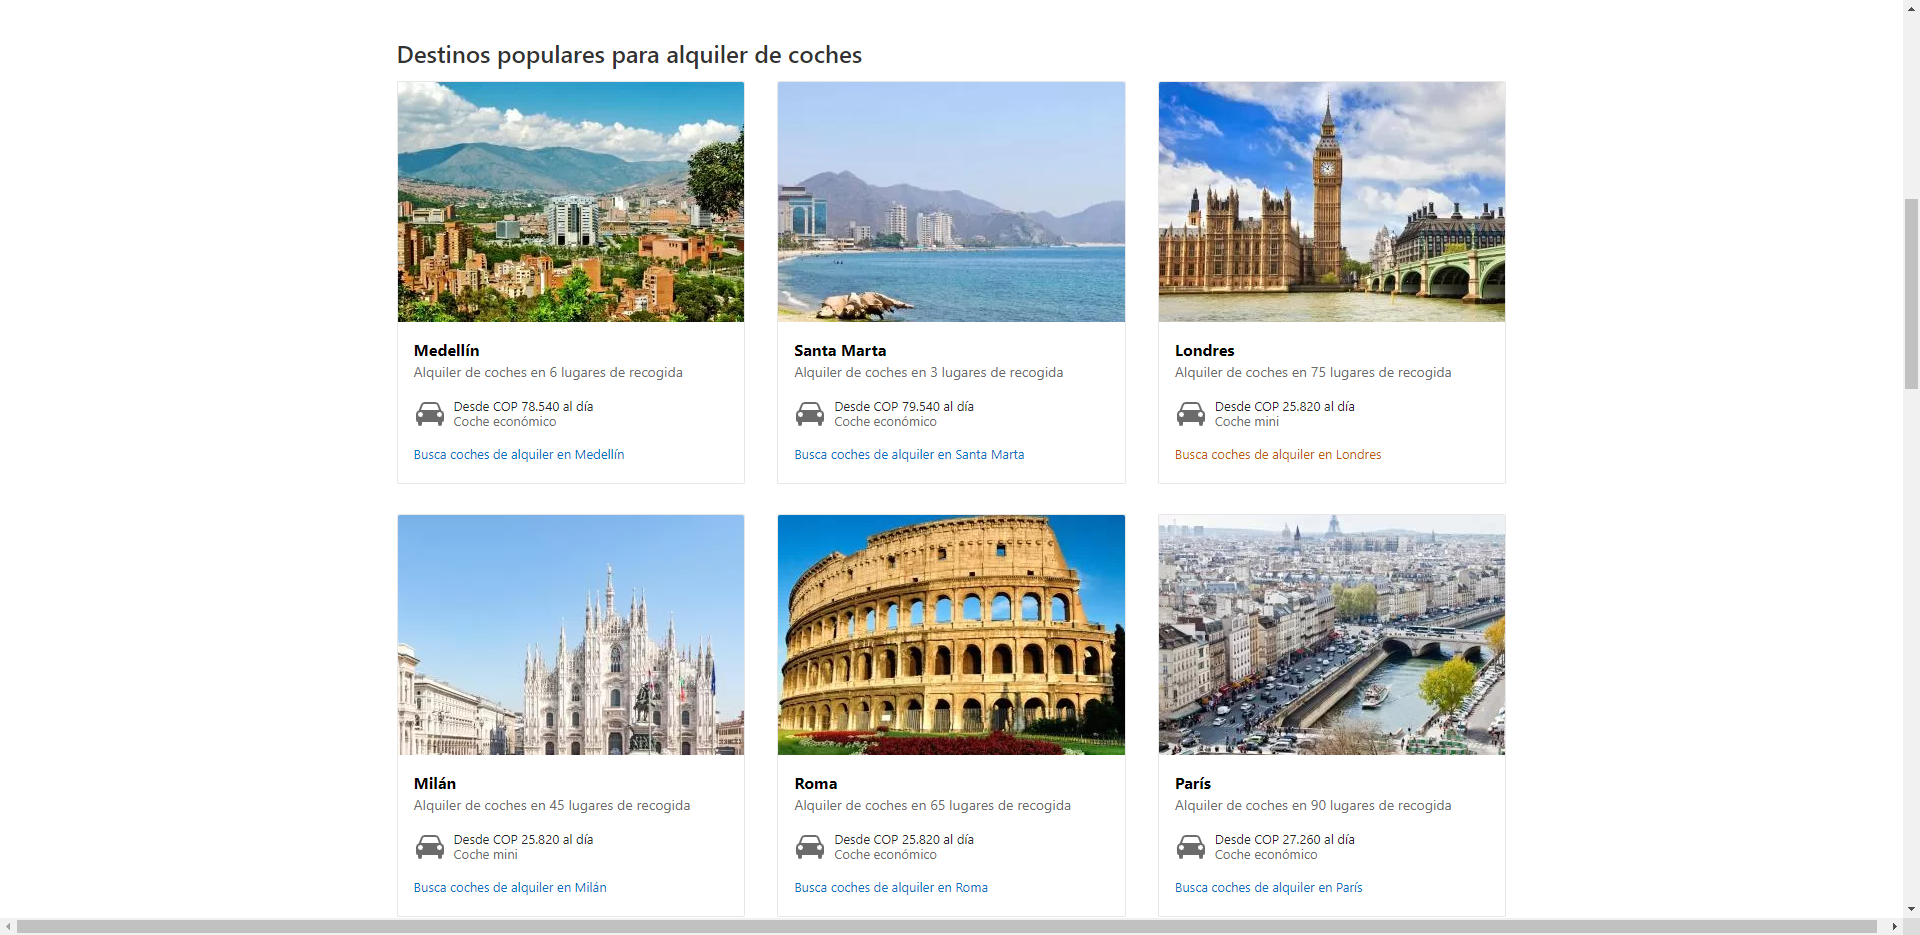 Destinos populares para alquiler de coches
Medellín
Alquiler de coches en 6 lugares de recogida
Desde COP 78.540 al día
Coche económico
Busca coches de alquiler en Medellín
Santa Marta
Alquiler de coches en 3 lugares de recogida
Desde COP 79.540 al día
Coche económico
Busca coches de alquiler en Santa Marta
Londres
Alquiler de coches en 75 lugares de recogida
Desde COP 25.820 al día
Coche mini
Busca coches de alquiler en Londres
Milán
Alquiler de coches en 45 lugares de recogida
Desde COP 25.820 al día
Coche mini
Busca coches de alquiler en Milán
Roma
Alquiler de coches en 65 lugares de recogida
Desde COP 25.820 al día
Coche económico
Busca coches de alquiler en Roma
París
Alquiler de coches en 90 lugares de recogida
Desde COP 27.260 al día
Coche económico
Busca coches de alquiler en París